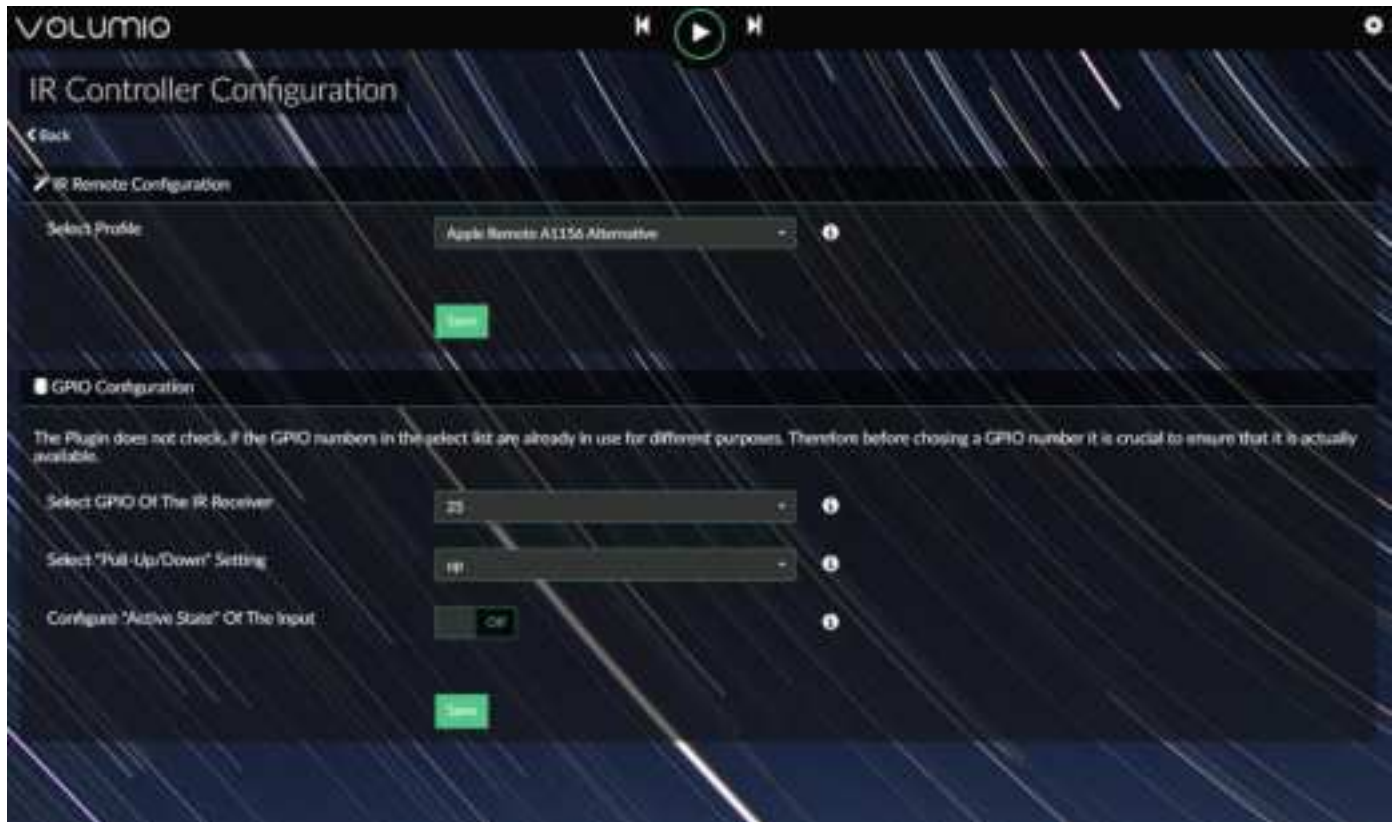 VOLUMIO
IR Controller Configuration
Back
IR Remote Configuration
Select Profile
Apple Remote A1156 Alternative
Save
GPIO Configuration
The Plugin does not check, if the GPIO numbers in the select list are already in use for different purposes. Therefore before chosing a GPIO number it is crucial to ensure that it is actually
available.
Select GPIO Of The IR Receiver
Select "Pull-Up/Down" Setting
Configure "Active State" Of The Input
Off
Save